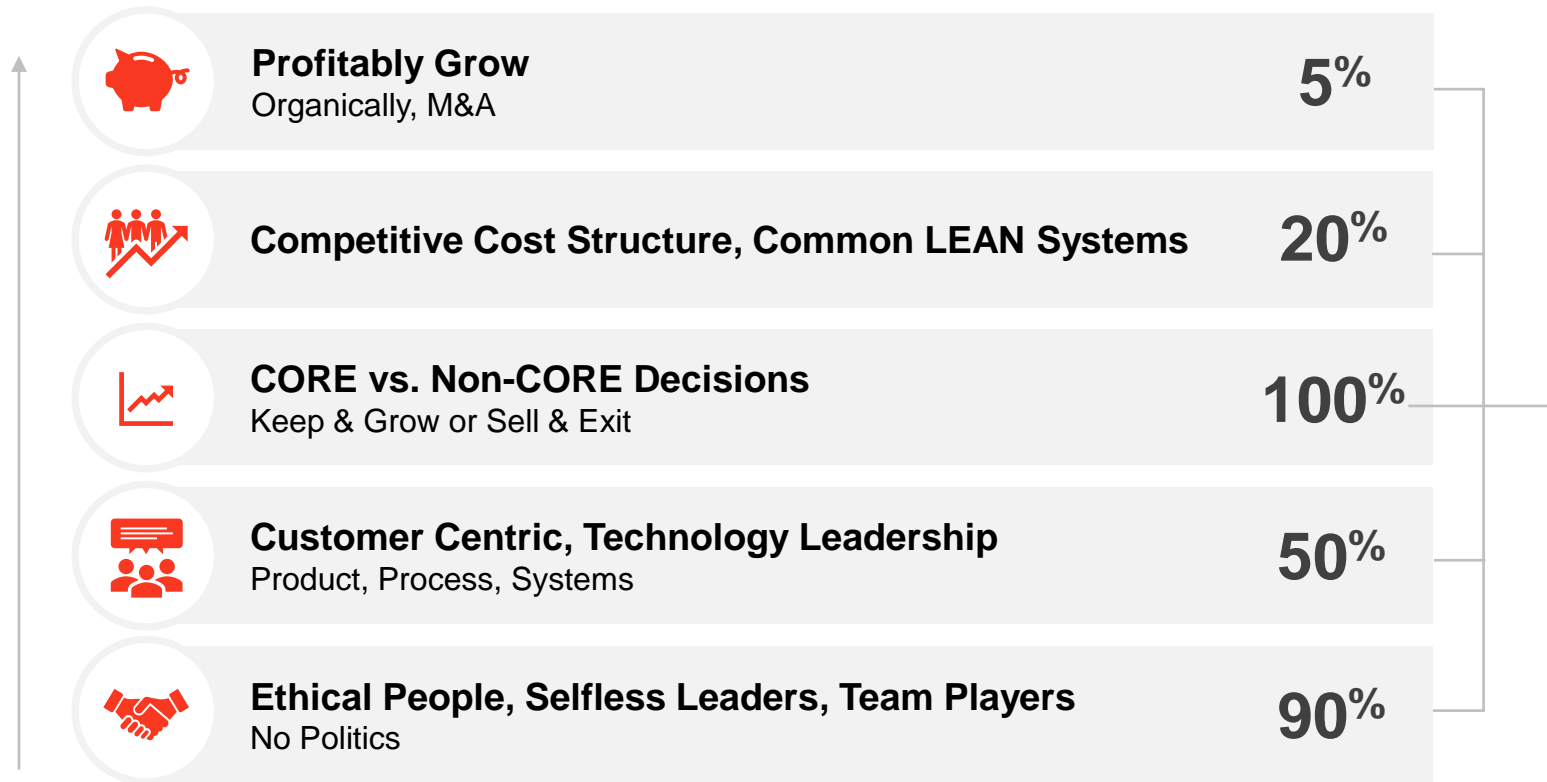 Profitably Grow
Organically, M&A
5%
Competitive Cost Structure, Common LEAN Systems
20%
CORE vs. Non-CORE Decisions
Keep & Grow or Sell & Exit
100%
Customer Centric, Technology Leadership
Product, Process, Systems
50%
Ethical People, Selfless Leaders, Team Players
No Politics
90%